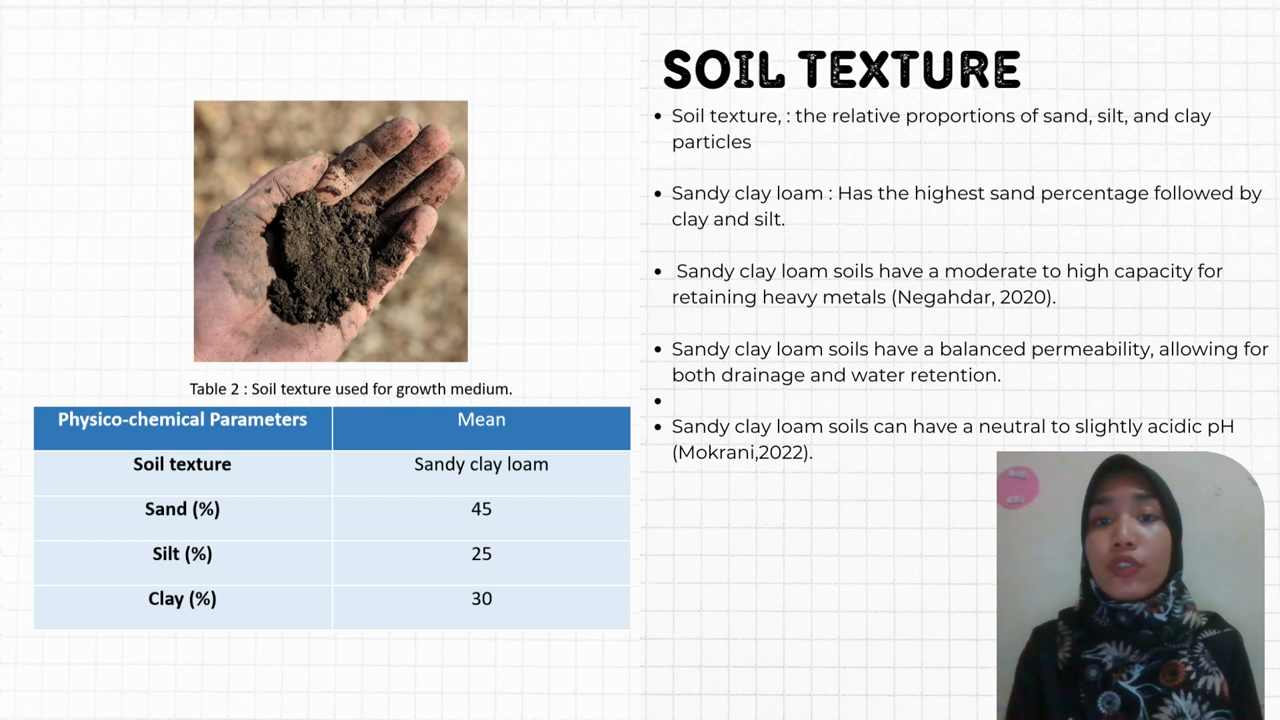 SOIL TEXTURE
• Soil texture, : the relative proportions of sand, silt, and clay
particles
• Sandy clay loam : Has the highest sand percentage followed by
clay and silt.
• Sandy clay loam soils have a moderate to high capacity for
retaining heavy metals (Negahdar, 2020).
• Sandy clay loam soils have a balanced permeability, allowing for
both drainage and water retention.
•
• Sandy clay loam soils can have a neutral to slightly acidic pH
(Mokrani,2022).
Table 2 : Soil texture used for growth medium.
Physico-chemical Parameters Mean
Soil texture Sandy clay loam
Sand (%) 45
Silt (%) 25
Clay (%) 30